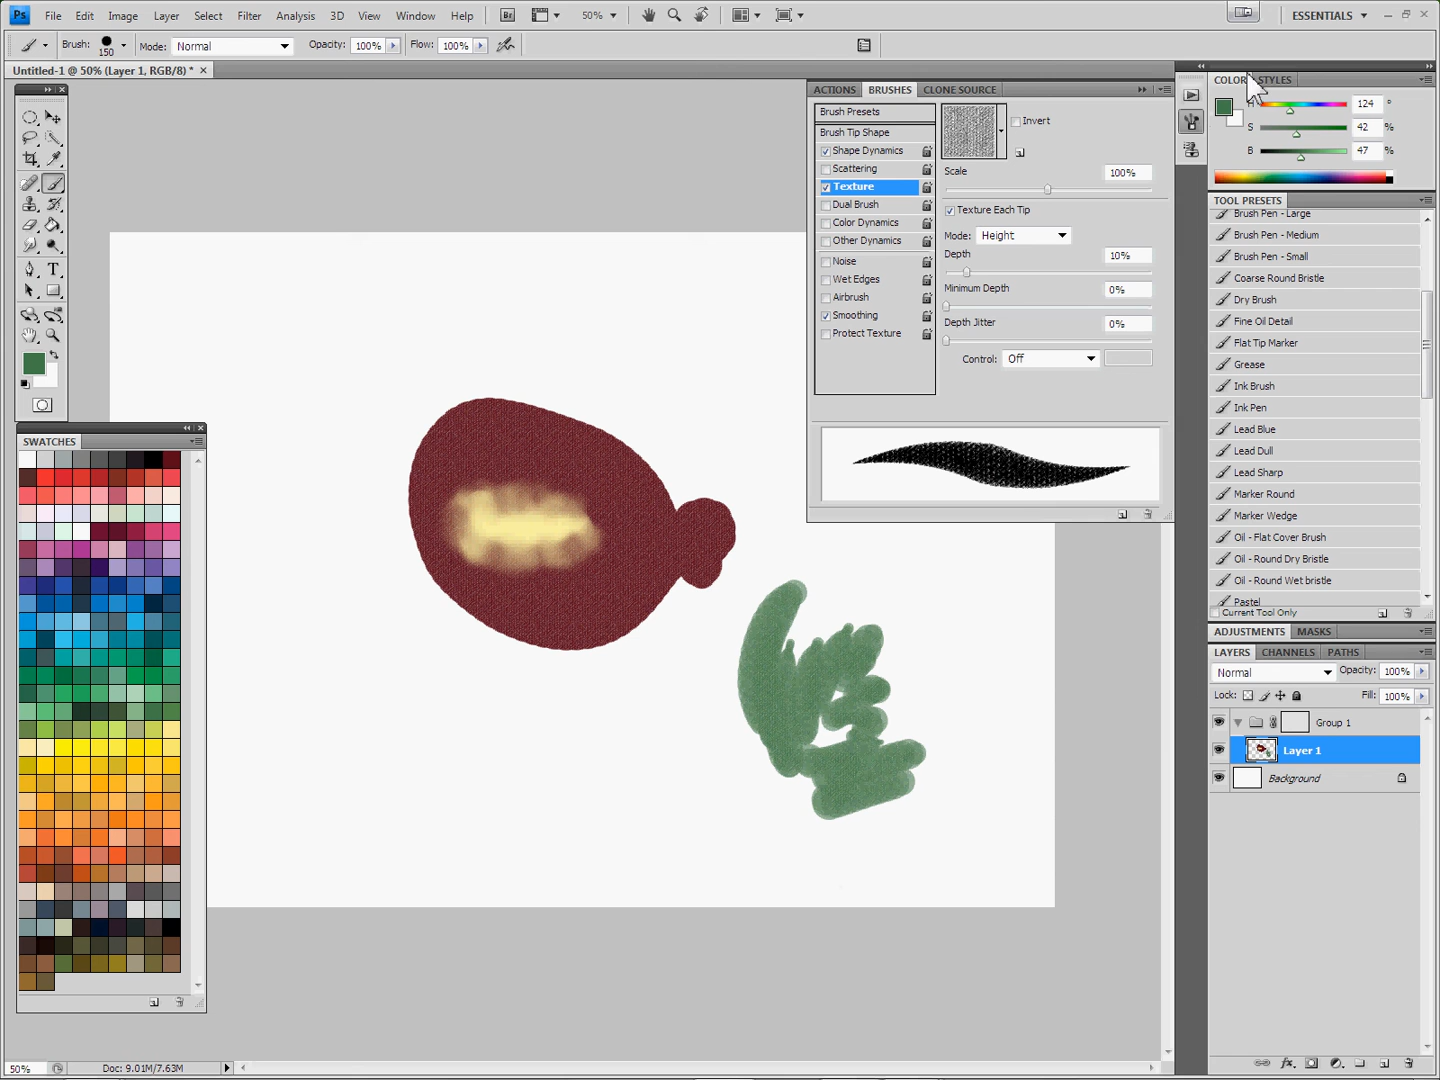 Ps File Edit Image Layer Select Filter Analysis 3D View Window Help Br 50% ESSENTIALS
Brush: 150 Mode: Normal Opacity: 100% Flow: 100%
Untitled-1 @ 50% (Layer 1, RGB/8) *
SWATCHES
ACTIONS BRUSHES CLONE SOURCE
Brush Presets
Brush Tip Shape
Shape Dynamics
Scattering
Texture
Dual Brush
Color Dynamics
Other Dynamics
Noise
Wet Edges
Airbrush
Smoothing
Protect Texture
Invert
Scale 100%
Texture Each Tip
Mode: Height
Depth 10%
Minimum Depth 0%
Depth Jitter 0%
Control: Off
COLOR STYLES
H 124 °
S 42 %
B 47 %
TOOL PRESETS
Brush Pen - Large
Brush Pen - Medium
Brush Pen - Small
Coarse Round Bristle
Dry Brush
Fine Oil Detail
Flat Tip Marker
Grease
Ink Brush
Ink Pen
Lead Blue
Lead Dull
Lead Sharp
Marker Round
Marker Wedge
Oil - Flat Cover Brush
Oil - Round Dry Bristle
Oil - Round Wet bristle
Pastel
Current Tool Only
ADJUSTMENTS MASKS
LAYERS CHANNELS PATHS
Normal Opacity: 100%
Lock: Fill: 100%
Group 1
Layer 1
Background
50% Doc: 9.01M/7.63M